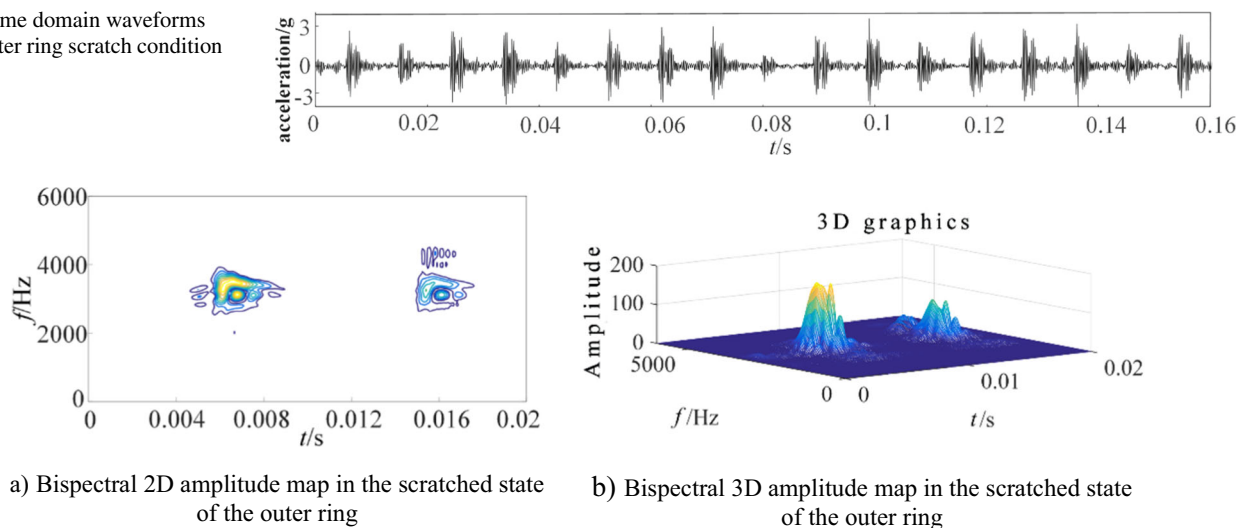 me domain waveforms
ter ring scratch condition
acceleration/g
3
0
-3
0 0.02 0.04 0.06 0.08 0.1 0.12 0.14 0.16
t/s
6000
4000
2000
0
f/Hz
0 0.004 0.008 0.012 0.016 0.02
t/s
3D graphics
Amplitude
200
100
0
5000
0
0
0.01
0.02
f/Hz
t/s
a) Bispectral 2D amplitude map in the scratched state
of the outer ring
b) Bispectral 3D amplitude map in the scratched state
of the outer ring